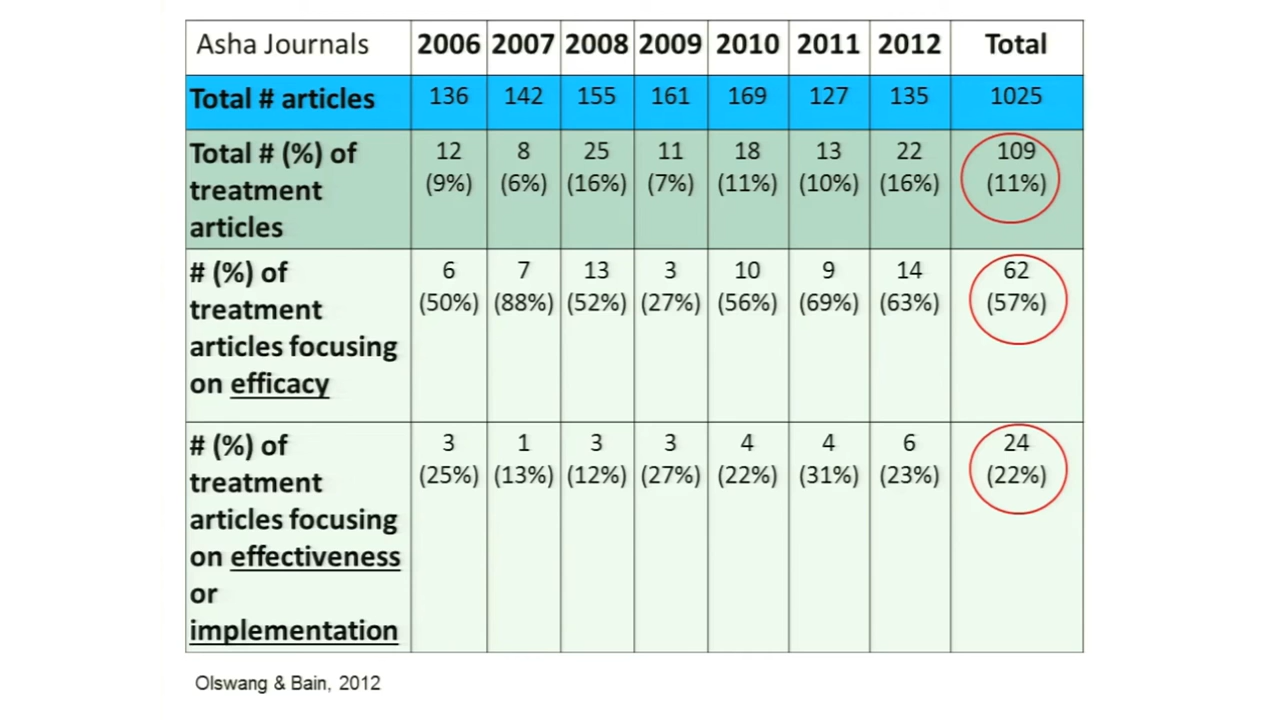 Asha Journals 2006 2007 2008 2009 2010 2011 2012 Total
Total # articles 136 142 155 161 169 127 135 1025
Total # (%) of treatment articles 12 (9%) 8 (6%) 25 (16%) 11 (7%) 18 (11%) 13 (10%) 22 (16%) 109 (11%)
# (%) of treatment articles focusing on efficacy 6 (50%) 7 (88%) 13 (52%) 3 (27%) 10 (56%) 9 (69%) 14 (63%) 62 (57%)
# (%) of treatment articles focusing on effectiveness or implementation 3 (25%) 1 (13%) 3 (12%) 3 (27%) 4 (22%) 4 (31%) 6 (23%) 24 (22%)
Olswang & Bain, 2012